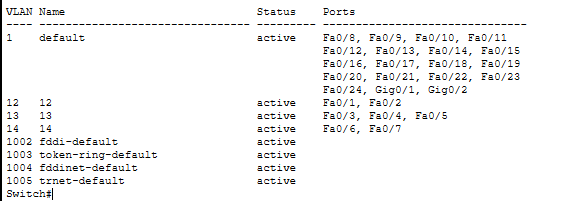 VLAN Name                             Status    Ports
---- -------------------------------- --------- -------------------------------
1    default                          active    Fa0/8, Fa0/9, Fa0/10, Fa0/11
                                                Fa0/12, Fa0/13, Fa0/14, Fa0/15
                                                Fa0/16, Fa0/17, Fa0/18, Fa0/19
                                                Fa0/20, Fa0/21, Fa0/22, Fa0/23
                                                Fa0/24, Gig0/1, Gig0/2
12   12                               active    Fa0/1, Fa0/2
13   13                               active    Fa0/3, Fa0/4, Fa0/5
14   14                               active    Fa0/6, Fa0/7
1002 fddi-default                     active
1003 token-ring-default               active
1004 fddinet-default                  active
1005 trnet-default                    active
Switch#